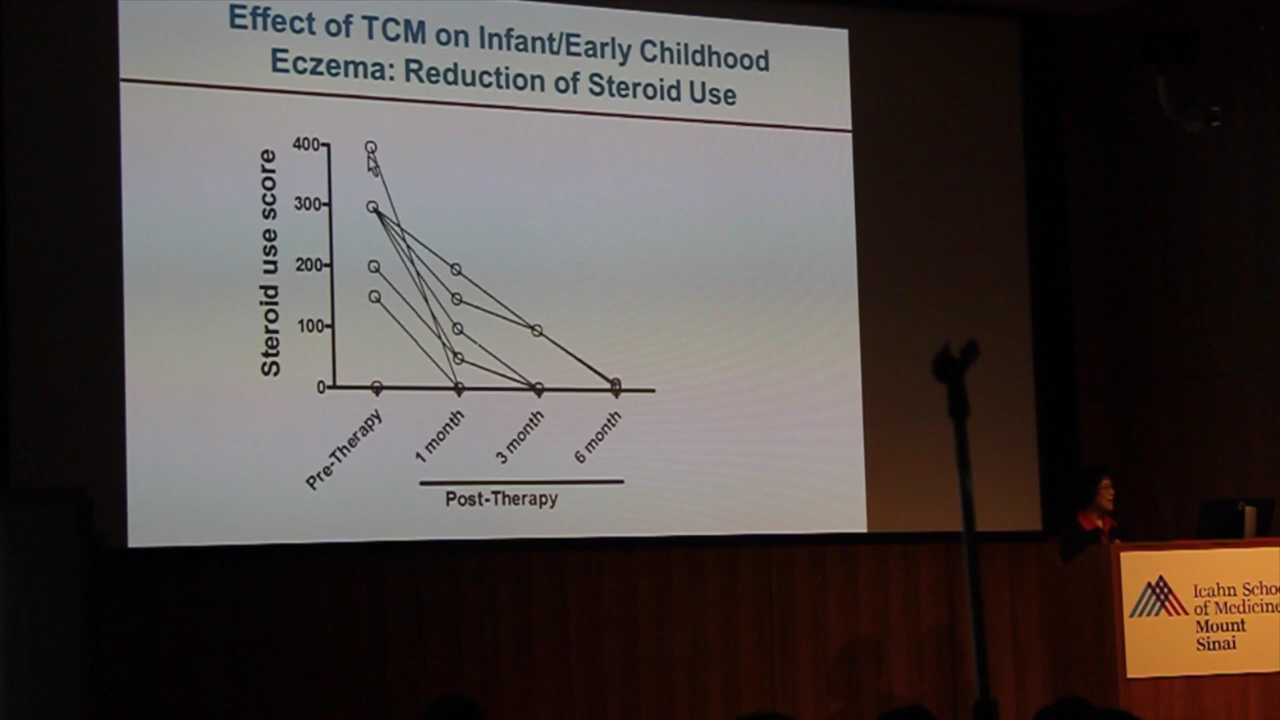 Effect of TCM on Infant/Early Childhood
Eczema: Reduction of Steroid Use
Steroid use score
400
300
200
100
0
Pre-Therapy
1 month
3 month
6 month
Post-Therapy
Icahn Schoo
of Medicine
Mount
Sinai